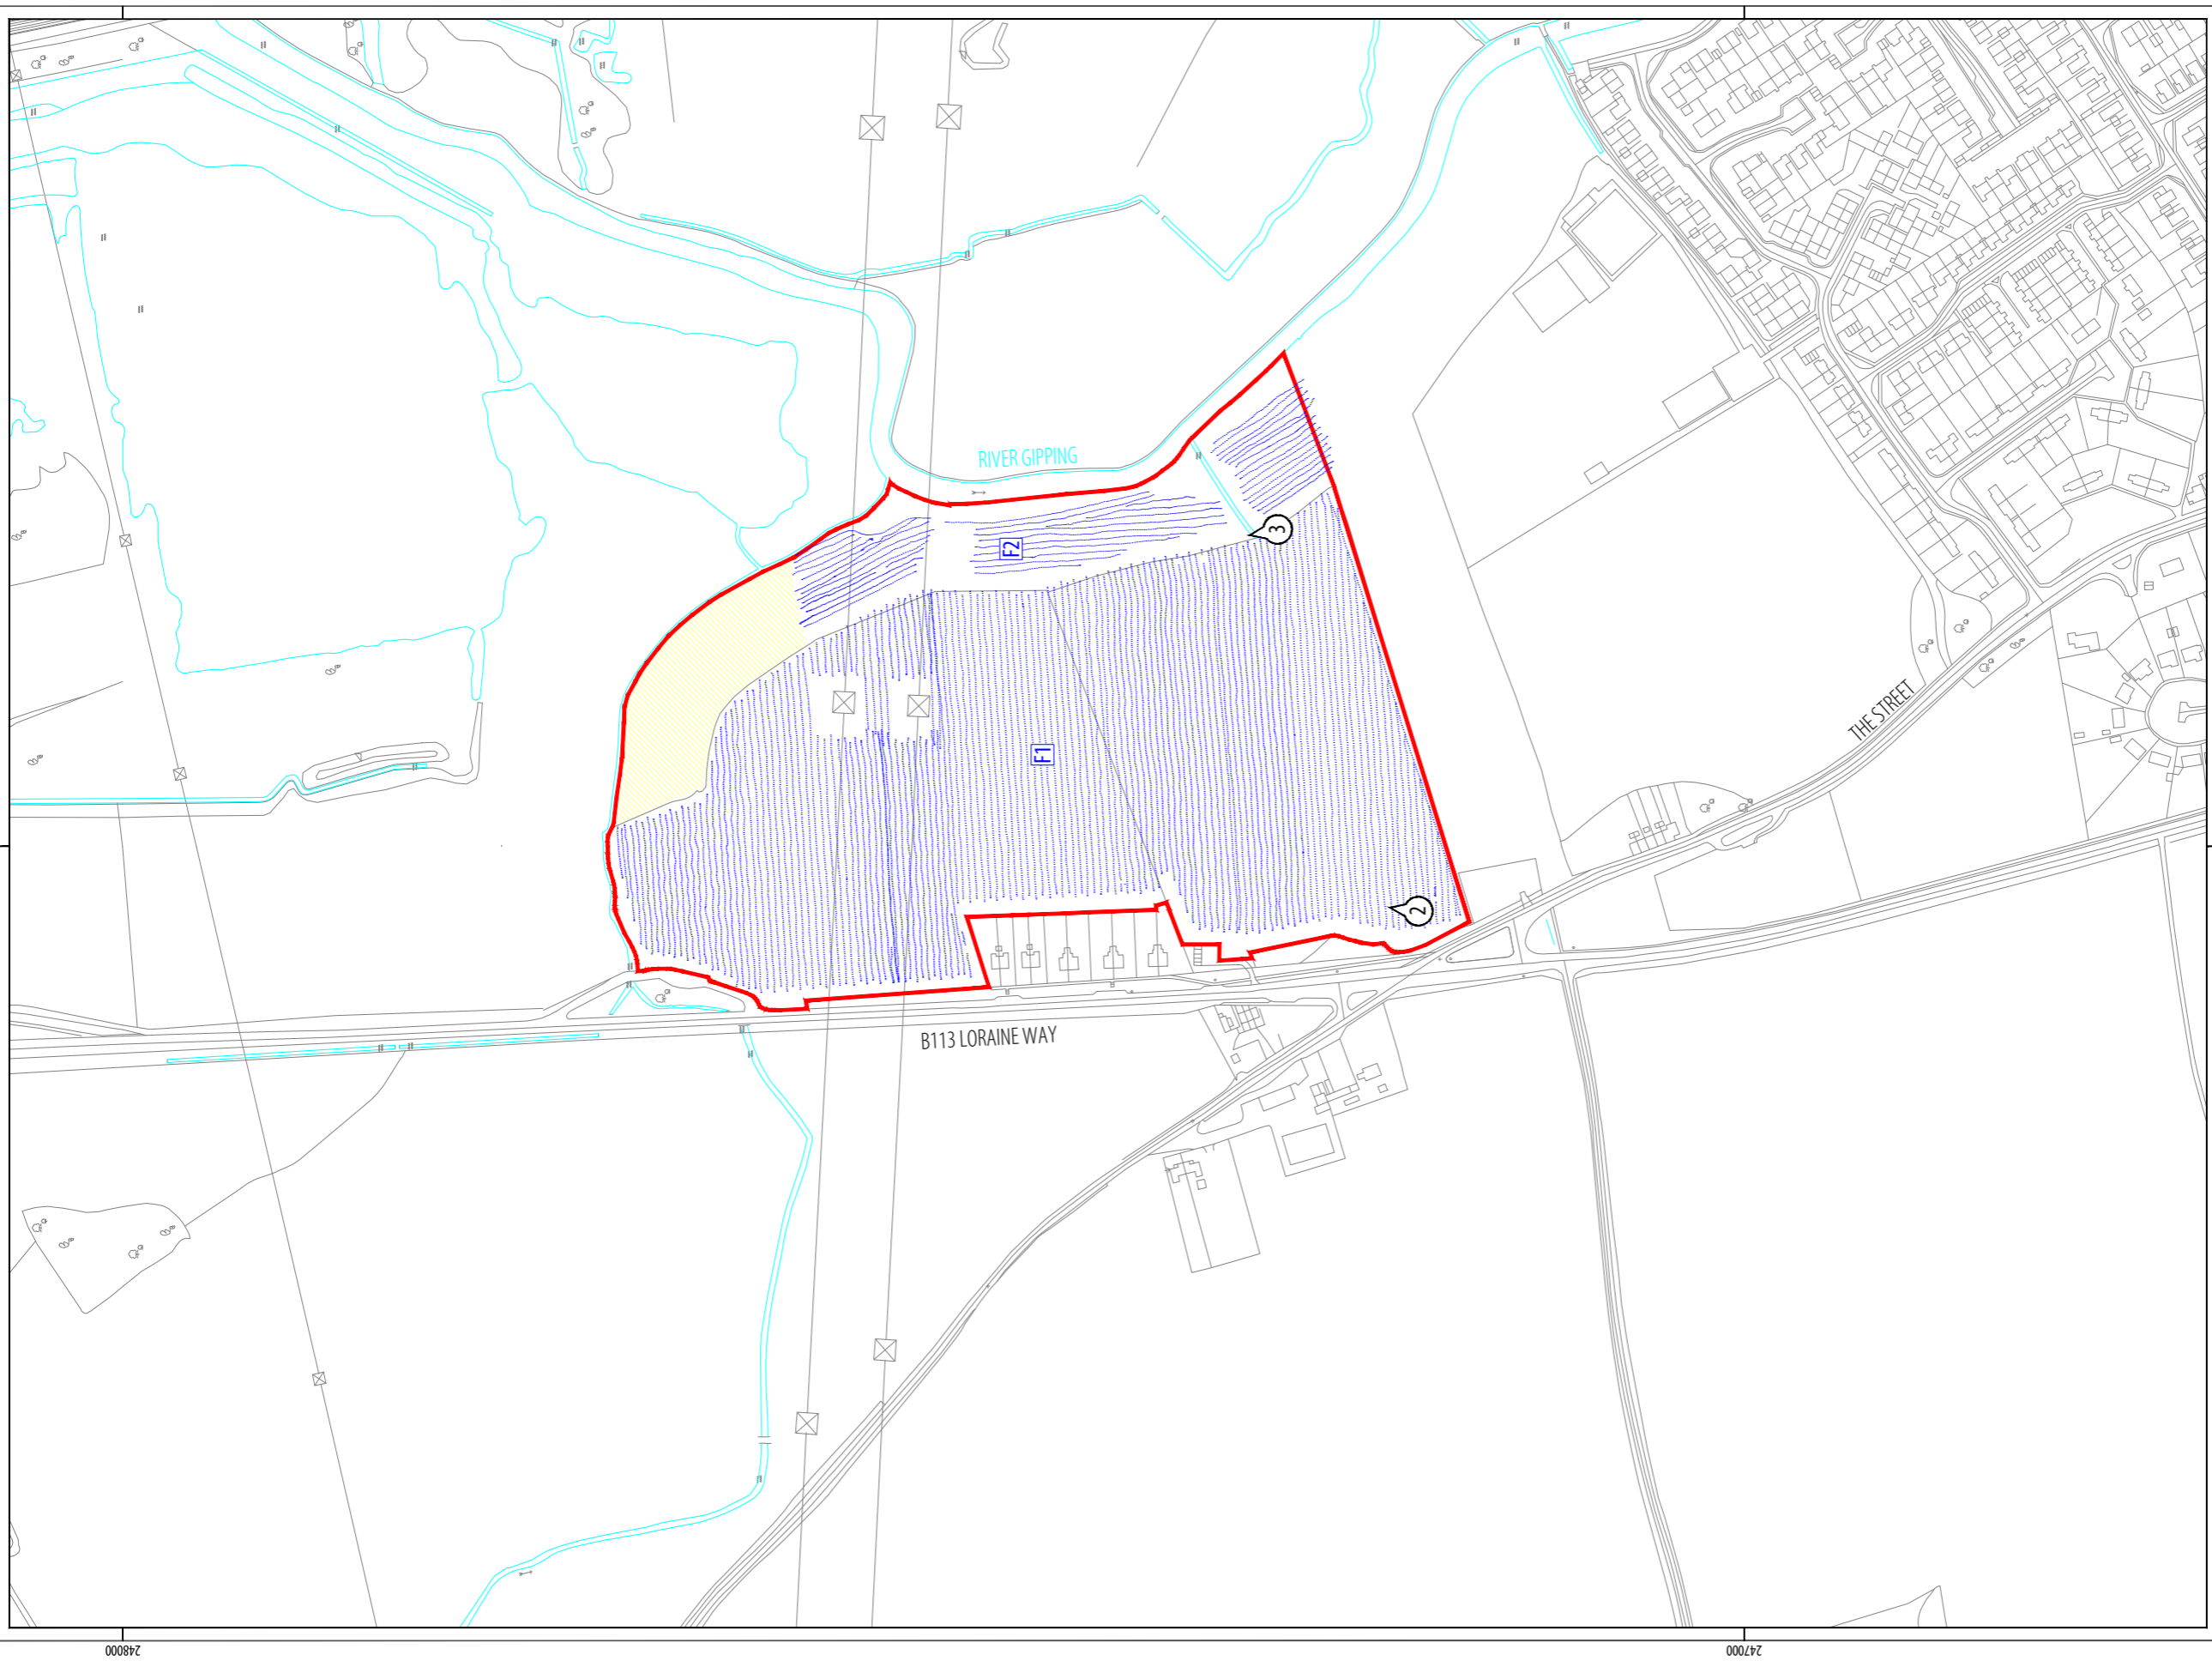 RIVER GIPPING
F2
3
F1
THE STREET
2
B113 LORAINE WAY
248000
247000